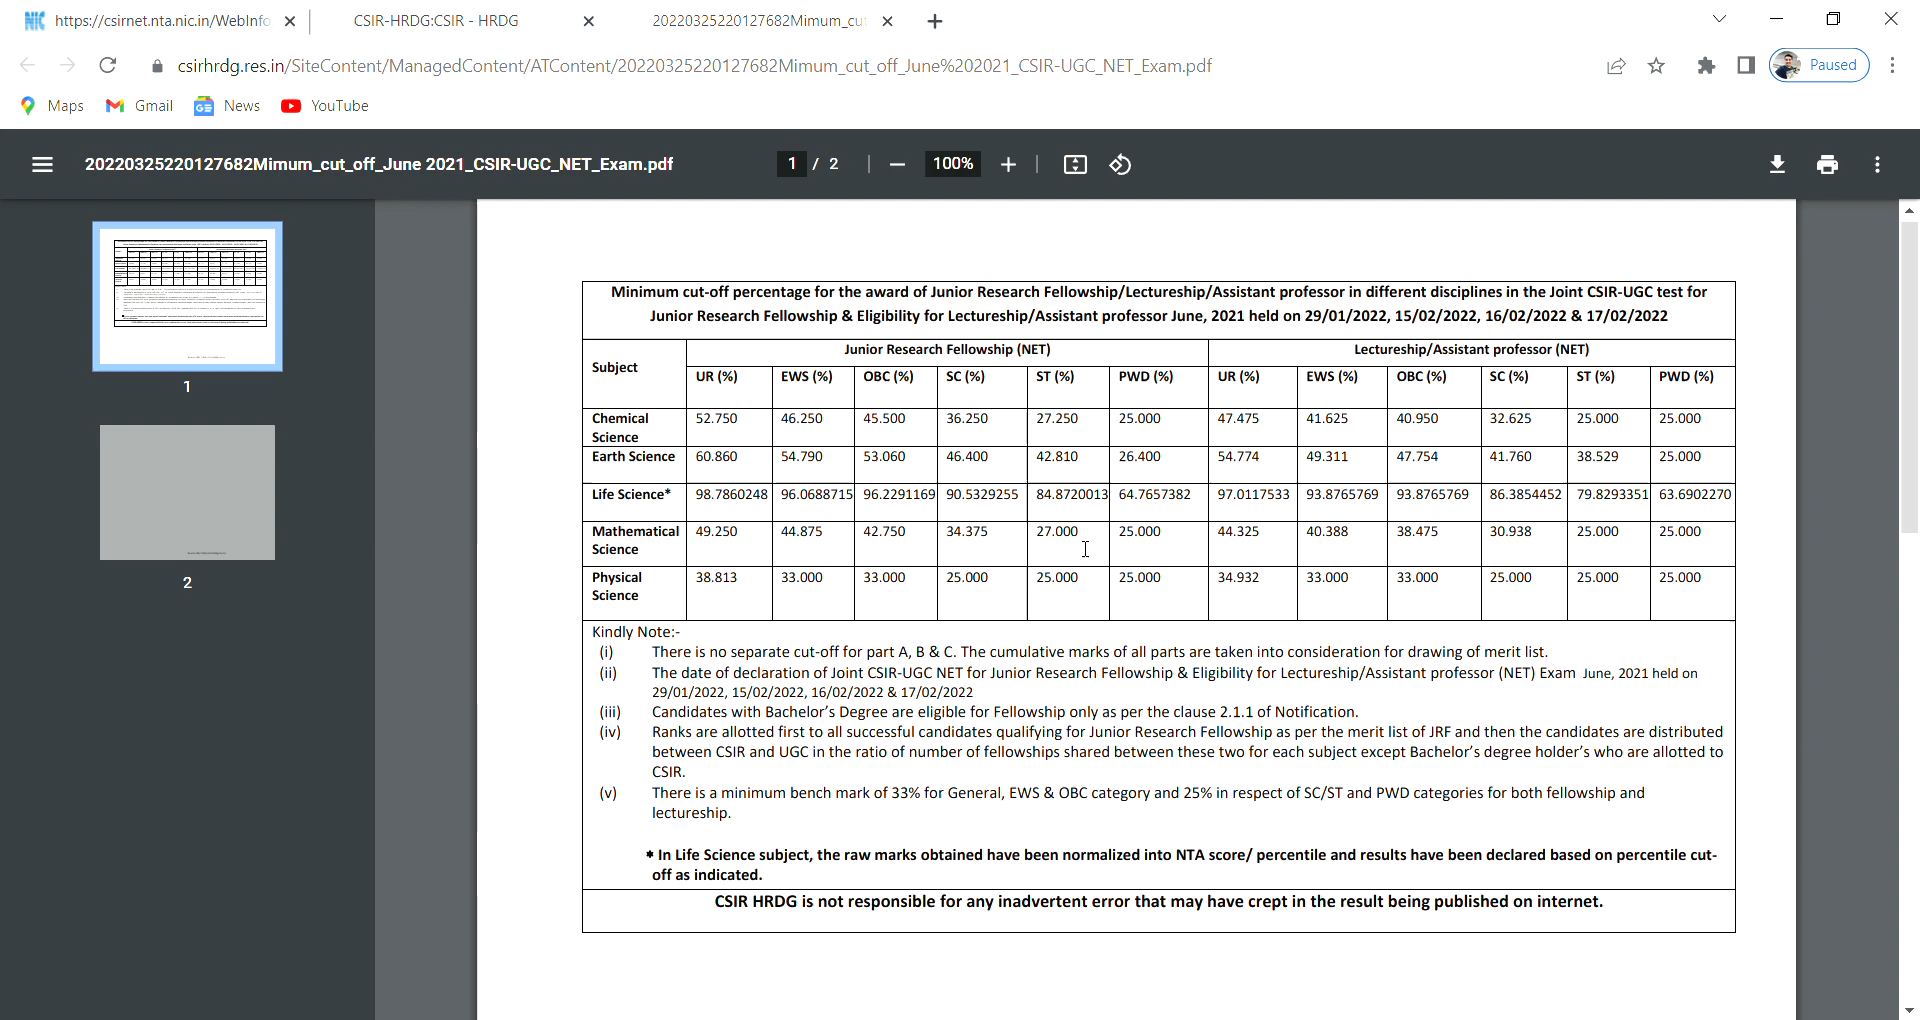 https://csirnet.nta.nic.in/WebInfo
CSIR-HRDG:CSIR - HRDG
20220325220127682Mimum_cut
csirhrdg.res.in/SiteContent/ManagedContent/ATContent/20220325220127682Mimum_cut_off_June%202021_CSIR-UGC_NET_Exam.pdf
Paused
Maps Gmail News YouTube
20220325220127682Mimum_cut_off_June 2021_CSIR-UGC_NET_Exam.pdf
1 / 2
100%
1
2
Minimum cut-off percentage for the award of Junior Research Fellowship/Lectureship/Assistant professor in different disciplines in the Joint CSIR-UGC test for
Junior Research Fellowship & Eligibility for Lectureship/Assistant professor June, 2021 held on 29/01/2022, 15/02/2022, 16/02/2022 & 17/02/2022
Subject
Junior Research Fellowship (NET) Lectureship/Assistant professor (NET)
UR (%) EWS (%) OBC (%) SC (%) ST (%) PWD (%) UR (%) EWS (%) OBC (%) SC (%) ST (%) PWD (%)
Chemical 52.750 46.250 45.500 36.250 27.250 25.000 47.475 41.625 40.950 32.625 25.000 25.000
Science
Earth Science 60.860 54.790 53.060 46.400 42.810 26.400 54.774 49.311 47.754 41.760 38.529 25.000
Life Science* 98.7860248 96.0688715 96.2291169 90.5329255 84.8720013 64.7657382 97.0117533 93.8765769 93.8765769 86.3854452 79.8293351 63.6902270
Mathematical 49.250 44.875 42.750 34.375 27.000 25.000 44.325 40.388 38.475 30.938 25.000 25.000
Science
Physical 38.813 33.000 33.000 25.000 25.000 25.000 34.932 33.000 33.000 25.000 25.000 25.000
Science
Kindly Note:-
(i) There is no separate cut-off for part A, B & C. The cumulative marks of all parts are taken into consideration for drawing of merit list.
(ii) The date of declaration of Joint CSIR-UGC NET for Junior Research Fellowship & Eligibility for Lectureship/Assistant professor (NET) Exam June, 2021 held on
29/01/2022, 15/02/2022, 16/02/2022 & 17/02/2022
(iii) Candidates with Bachelor’s Degree are eligible for Fellowship only as per the clause 2.1.1 of Notification.
(iv) Ranks are allotted first to all successful candidates qualifying for Junior Research Fellowship as per the merit list of JRF and then the candidates are distributed
between CSIR and UGC in the ratio of number of fellowships shared between these two for each subject except Bachelor’s degree holder’s who are allotted to
CSIR.
(v) There is a minimum bench mark of 33% for General, EWS & OBC category and 25% in respect of SC/ST and PWD categories for both fellowship and
lectureship.
* In Life Science subject, the raw marks obtained have been normalized into NTA score/ percentile and results have been declared based on percentile cut-
off as indicated.
CSIR HRDG is not responsible for any inadvertent error that may have crept in the result being published on internet.